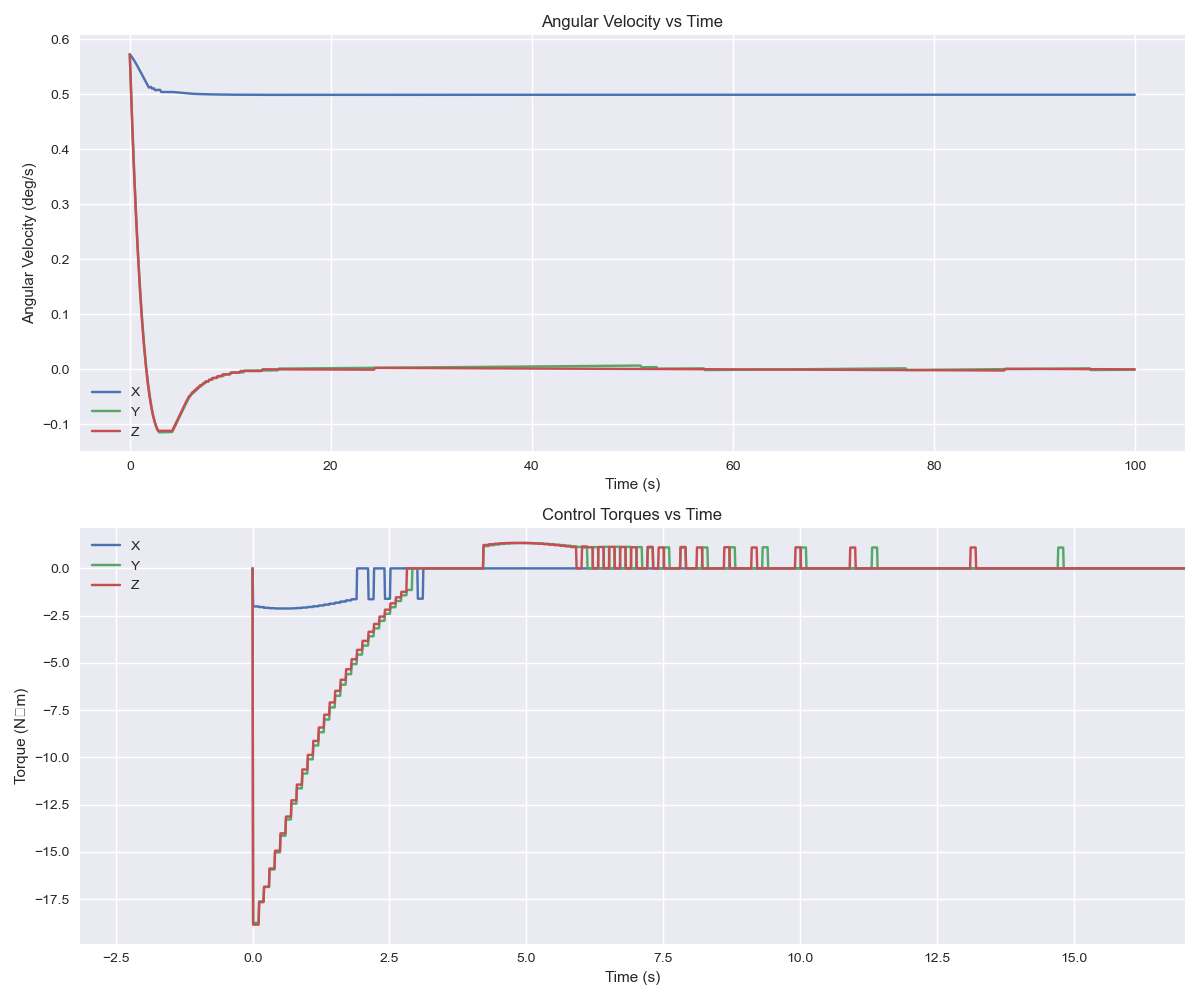 Angular Velocity vs Time
Angular Velocity (deg/s)
0.6
0.5
0.4
0.3
0.2
0.1
0.0
−0.1
X
Y
Z
0
20
40
60
80
100
Time (s)
Control Torques vs Time
Torque (N□m)
X
Y
Z
0.0
−2.5
−5.0
−7.5
−10.0
−12.5
−15.0
−17.5
−2.5
0.0
2.5
5.0
7.5
10.0
12.5
15.0
Time (s)